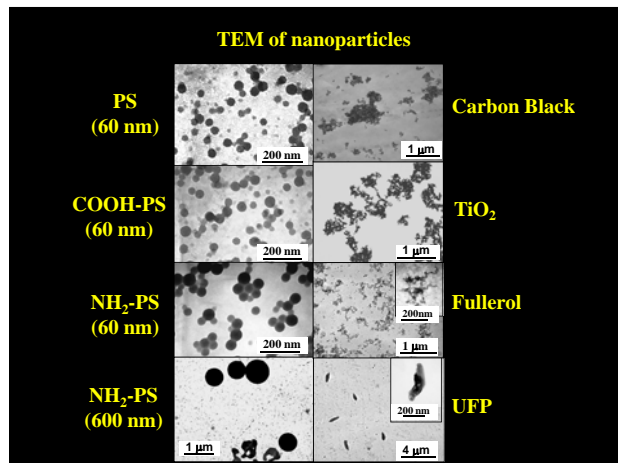 TEM of nanoparticles
PS
(60 nm)
200 nm
1 μm
Carbon Black
COOH-PS
(60 nm)
200 nm
1 μm
TiO₂
NH₂-PS
(60 nm)
200 nm
200nm
1 μm
Fullerol
NH₂-PS
(600 nm)
1 μm
200 nm
4 μm
UFP